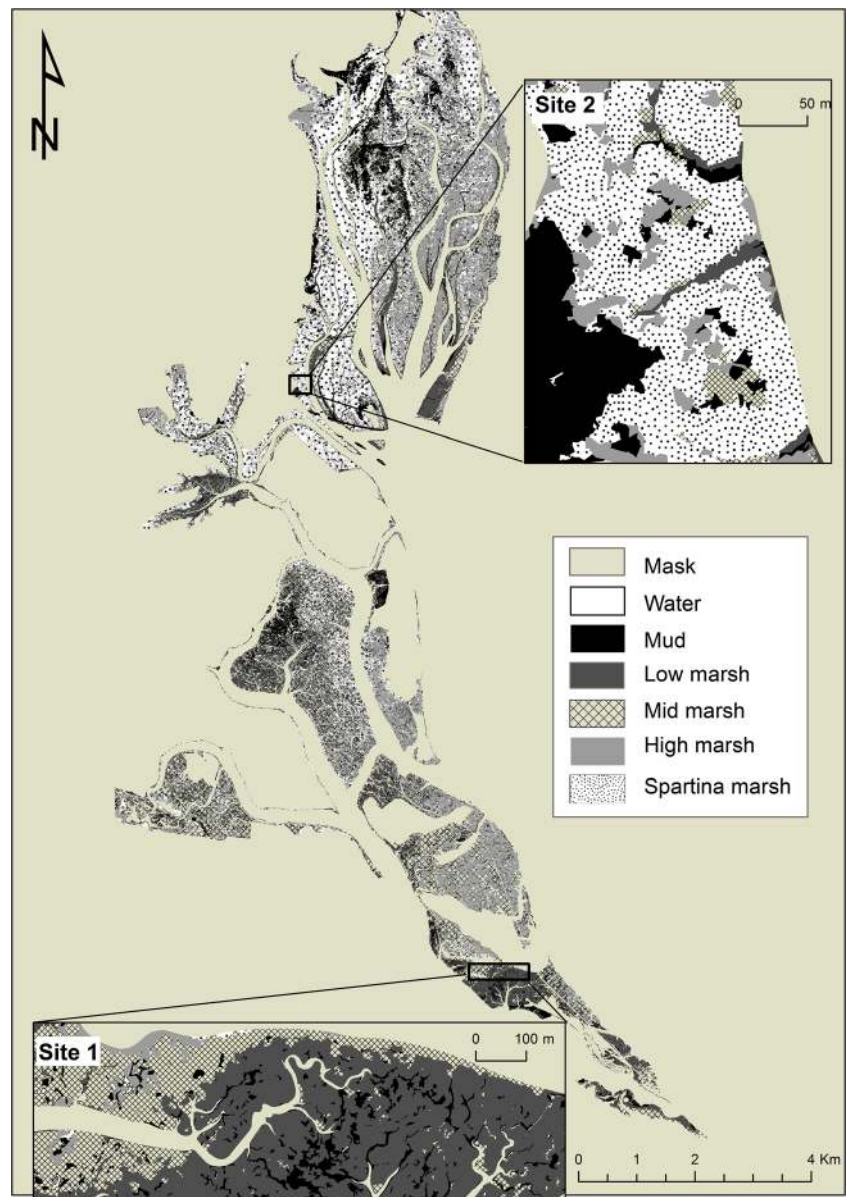 N
Site 2
0 50 m
Mask
Water
Mud
Low marsh
Mid marsh
High marsh
Spartina marsh
Site 1
0 100 m
0 1 2 4 Km